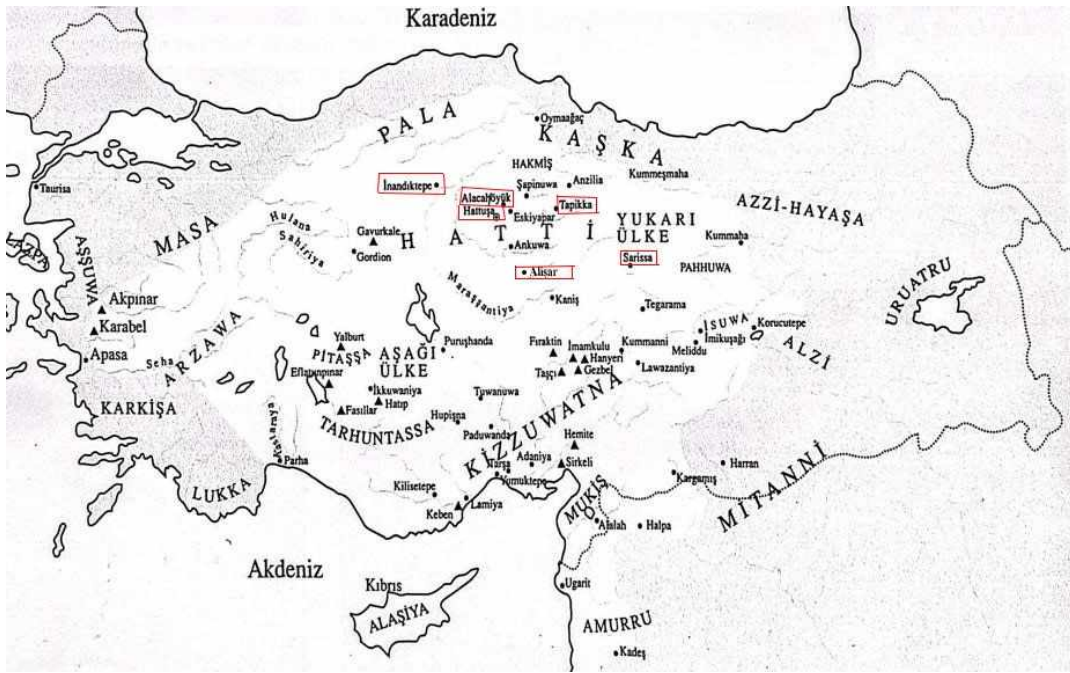 Karadeniz
PALA
Oymaağaç
KAŞKA
HAKMİŞ
Kummeşmaha
İnandıktepe
Şapinuwa
Anzilia
Taurisa
Alacahöyük
Hattuşa
Eskiyapar
Tapikka
AZZİ-HAYAŞA
MASA
Hulana
Sahiriya
Gavurkale
Gordion
HATTİ
YUKARI
ÜLKE
Kummaha
Ankuwa
Sarissa
PAHHUWA
AŞŞUWA
Alişar
Maraşşantiya
Kaniş
Tegarama
URUATRU
Akpınar
Karabel
Apasa
Seha
ARZAWA
Yalburt
PİTAŞŞA
AŞAĞI
ÜLKE
Puruşhanda
Eflatunpınar
İkkuwaniya
Hatıp
Fasıllar
Fıraktin
İmamkulu
Hanyeri
Gezbel
Taşçı
Kummanni
İSUWA
Korucutepe
İmikuşağı
Meliddu
ALZİ
Lawazantiya
KARKİŞA
Tuwanuwa
Hupişna
TARHUNTASSA
Paduwanda
KİZZUWATNA
Hemite
Parha
Adaniya
Sirkeli
Tarsa
Yumuktepe
Kargamış
Harran
MİTANNİ
LUKKA
Kilisetepe
Keben
Lamiya
MUKİŞ
Alalah
Halpa
Akdeniz
Kıbrıs
ALAŞİYA
Ugarit
AMURRU
Kadeş